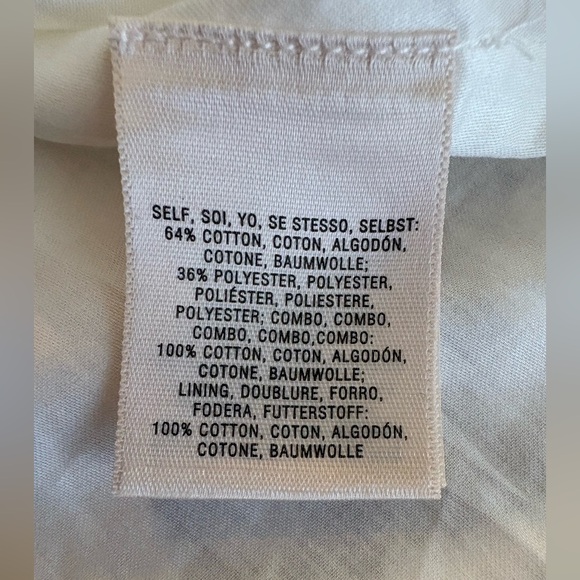 SELF, SOI, YO, SE STESSO, SELBST:
64% COTTON, COTON, ALGODÓN,
COTONE, BAUMWOLLE;
36% POLYESTER, POLYESTER,
POLIÉSTER, POLIESTERE,
POLYESTER; COMBO, COMBO,
COMBO, COMBO,COMBO:
100% COTTON, COTON, ALGODÓN,
COTONE, BAUMWOLLE;
LINING, DOUBLURE, FORRO,
FODERA, FUTTERSTOFF:
100% COTTON, COTON, ALGODÓN,
COTONE, BAUMWOLLE